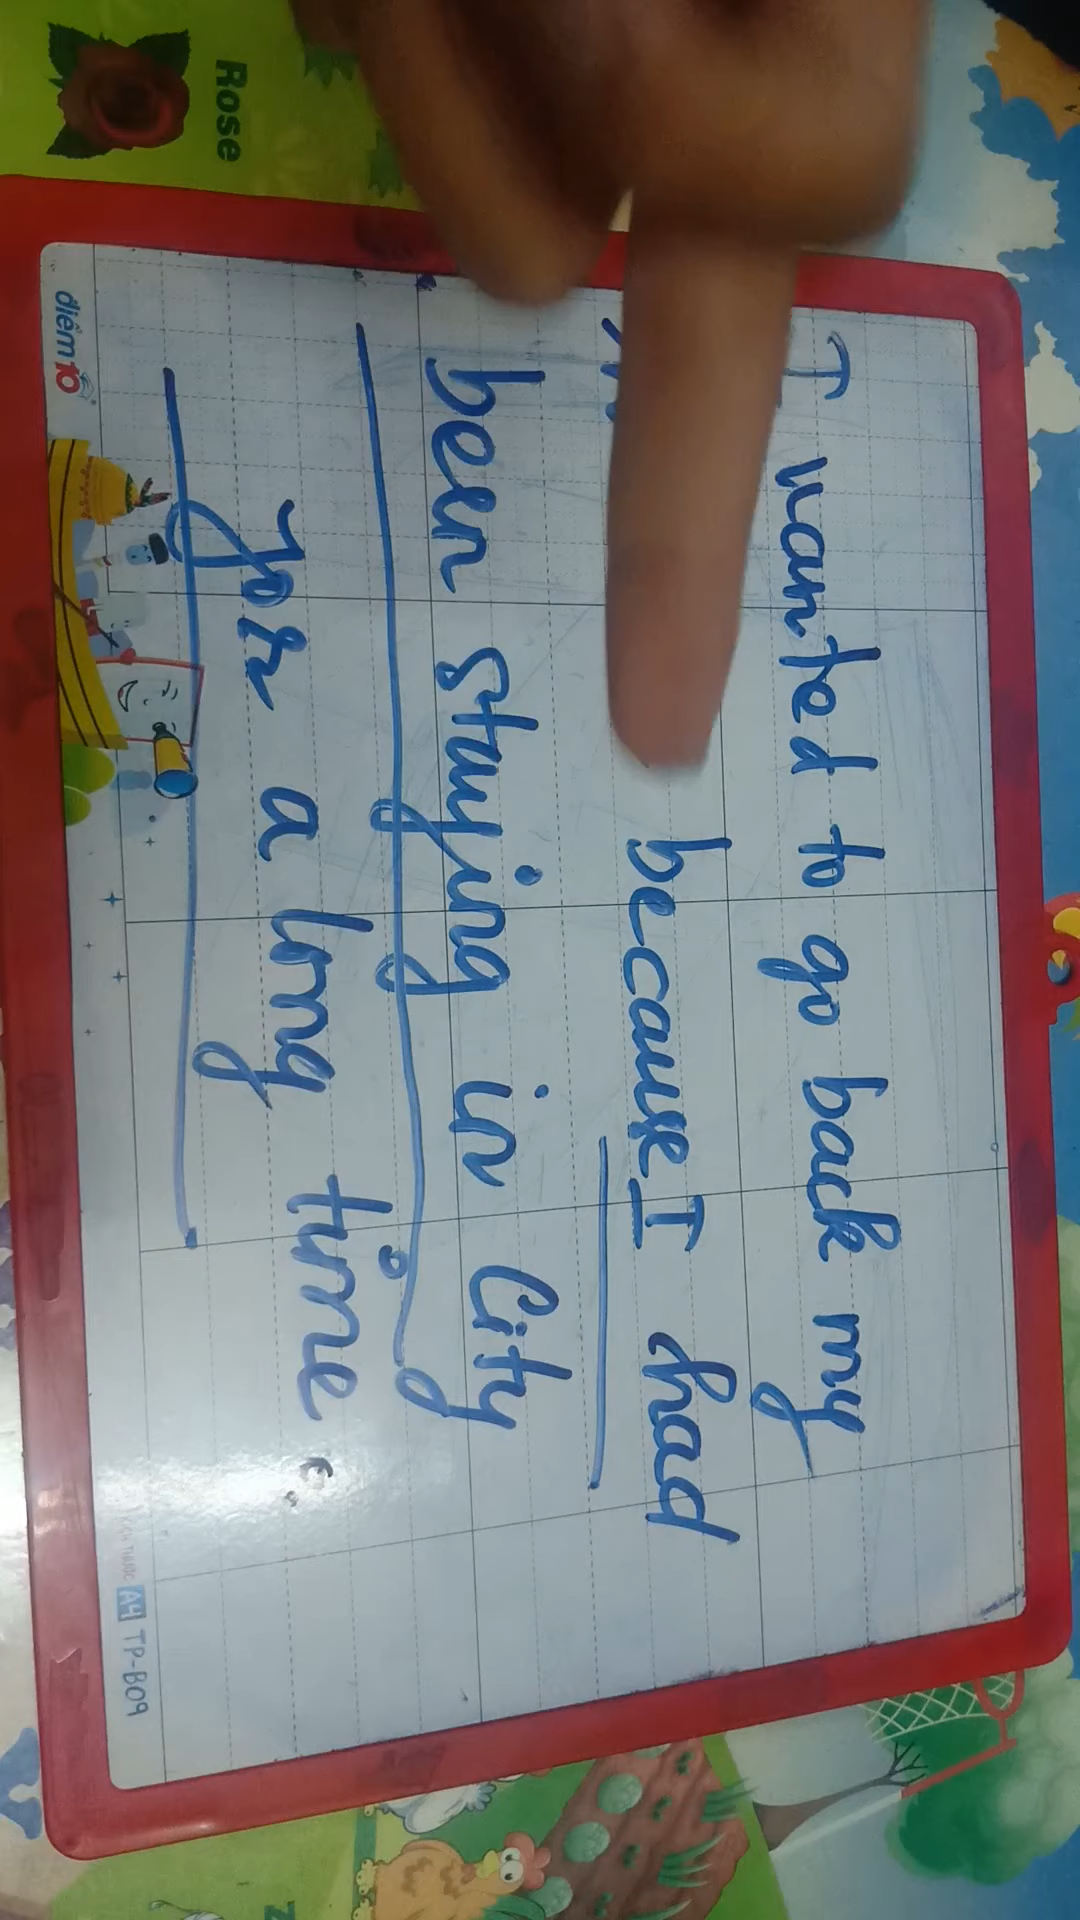 I wanted to go back my
because I had
been staying in City
for a long time.
điểm 10
A4 TP-B09
Rose